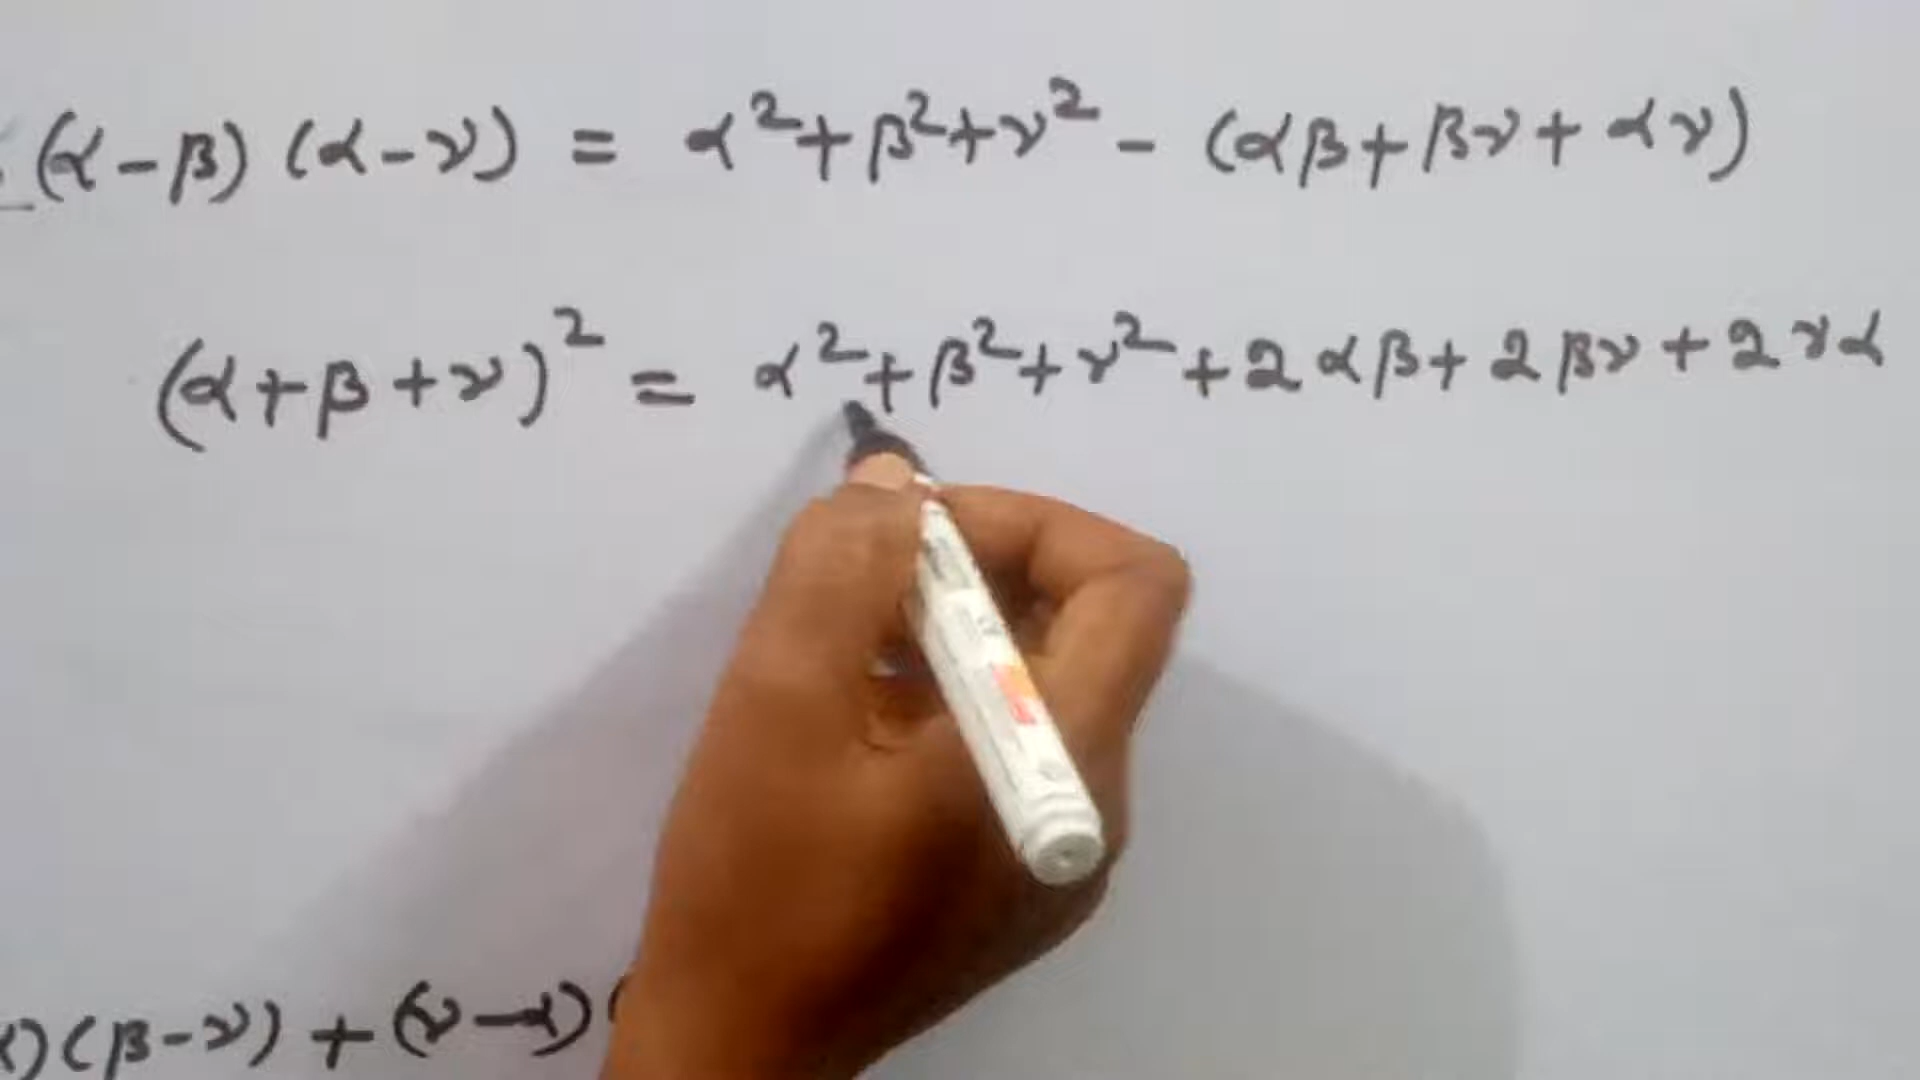 (α-β) (α-γ) = α²+β²+γ² - (αβ+βγ+αγ)
(α+β+γ)² = α²+β²+γ²+2αβ+2βγ+2γα
)(β-γ) + (γ-α)(